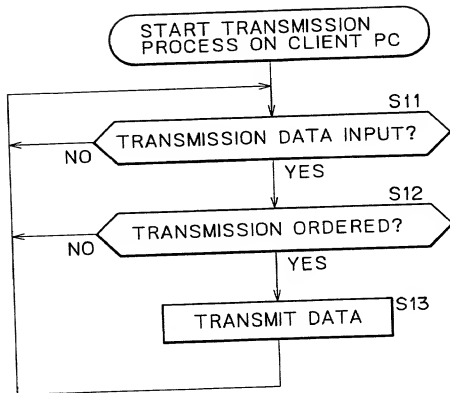 START TRANSMISSION
PROCESS ON CLIENT PC
S11
TRANSMISSION DATA INPUT?
NO
YES
S12
TRANSMISSION ORDERED?
NO
YES
S13
TRANSMIT DATA